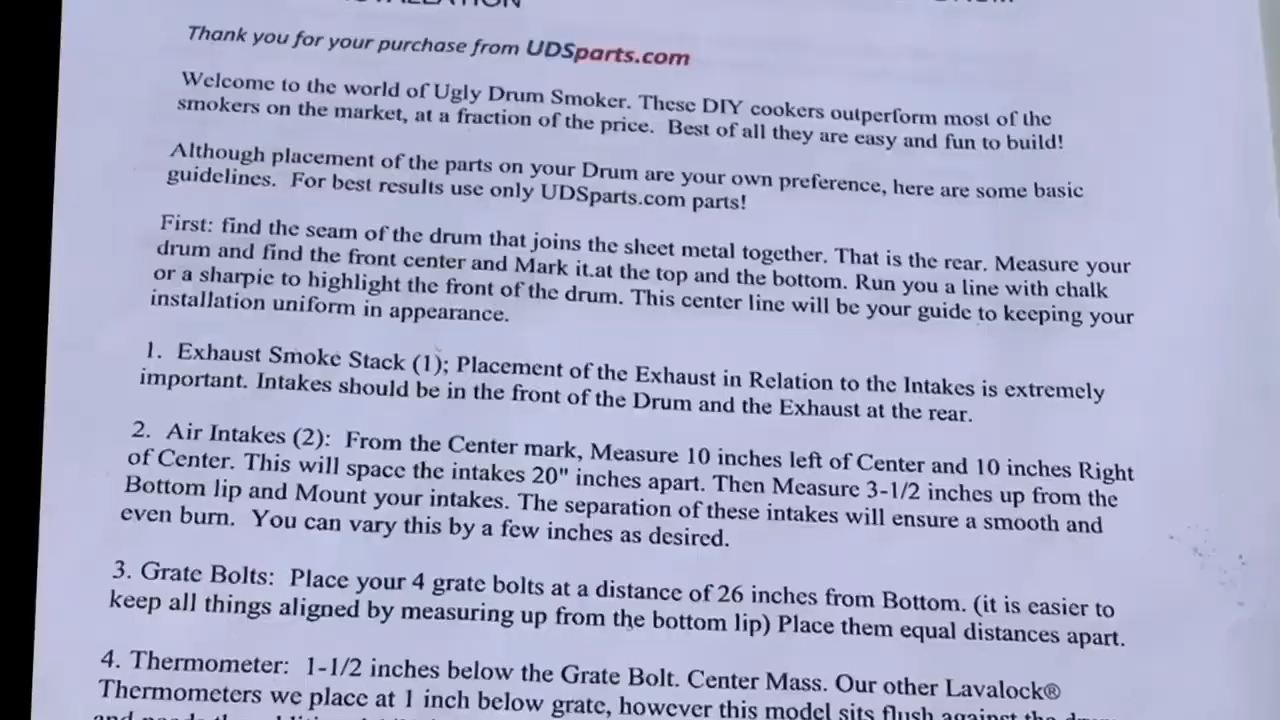 Thank you for your purchase from UDSparts.com
Welcome to the world of Ugly Drum Smoker. These DIY cookers outperform most of the
smokers on the market, at a fraction of the price. Best of all they are easy and fun to build!
Although placement of the parts on your Drum are your own preference, here are some basic
guidelines. For best results use only UDSparts.com parts!
First: find the seam of the drum that joins the sheet metal together. That is the rear. Measure your
drum and find the front center and Mark it.at the top and the bottom. Run you a line with chalk
or a sharpie to highlight the front of the drum. This center line will be your guide to keeping your
installation uniform in appearance.
1. Exhaust Smoke Stack (1); Placement of the Exhaust in Relation to the Intakes is extremely
important. Intakes should be in the front of the Drum and the Exhaust at the rear.
2. Air Intakes (2): From the Center mark, Measure 10 inches left of Center and 10 inches Right
of Center. This will space the intakes 20" inches apart. Then Measure 3-1/2 inches up from the
Bottom lip and Mount your intakes. The separation of these intakes will ensure a smooth and
even burn. You can vary this by a few inches as desired.
3. Grate Bolts: Place your 4 grate bolts at a distance of 26 inches from Bottom. (it is easier to
keep all things aligned by measuring up from the bottom lip) Place them equal distances apart.
4. Thermometer: 1-1/2 inches below the Grate Bolt. Center Mass. Our other Lavalock®
Thermometers we place at 1 inch below grate, however this model sits flush against the